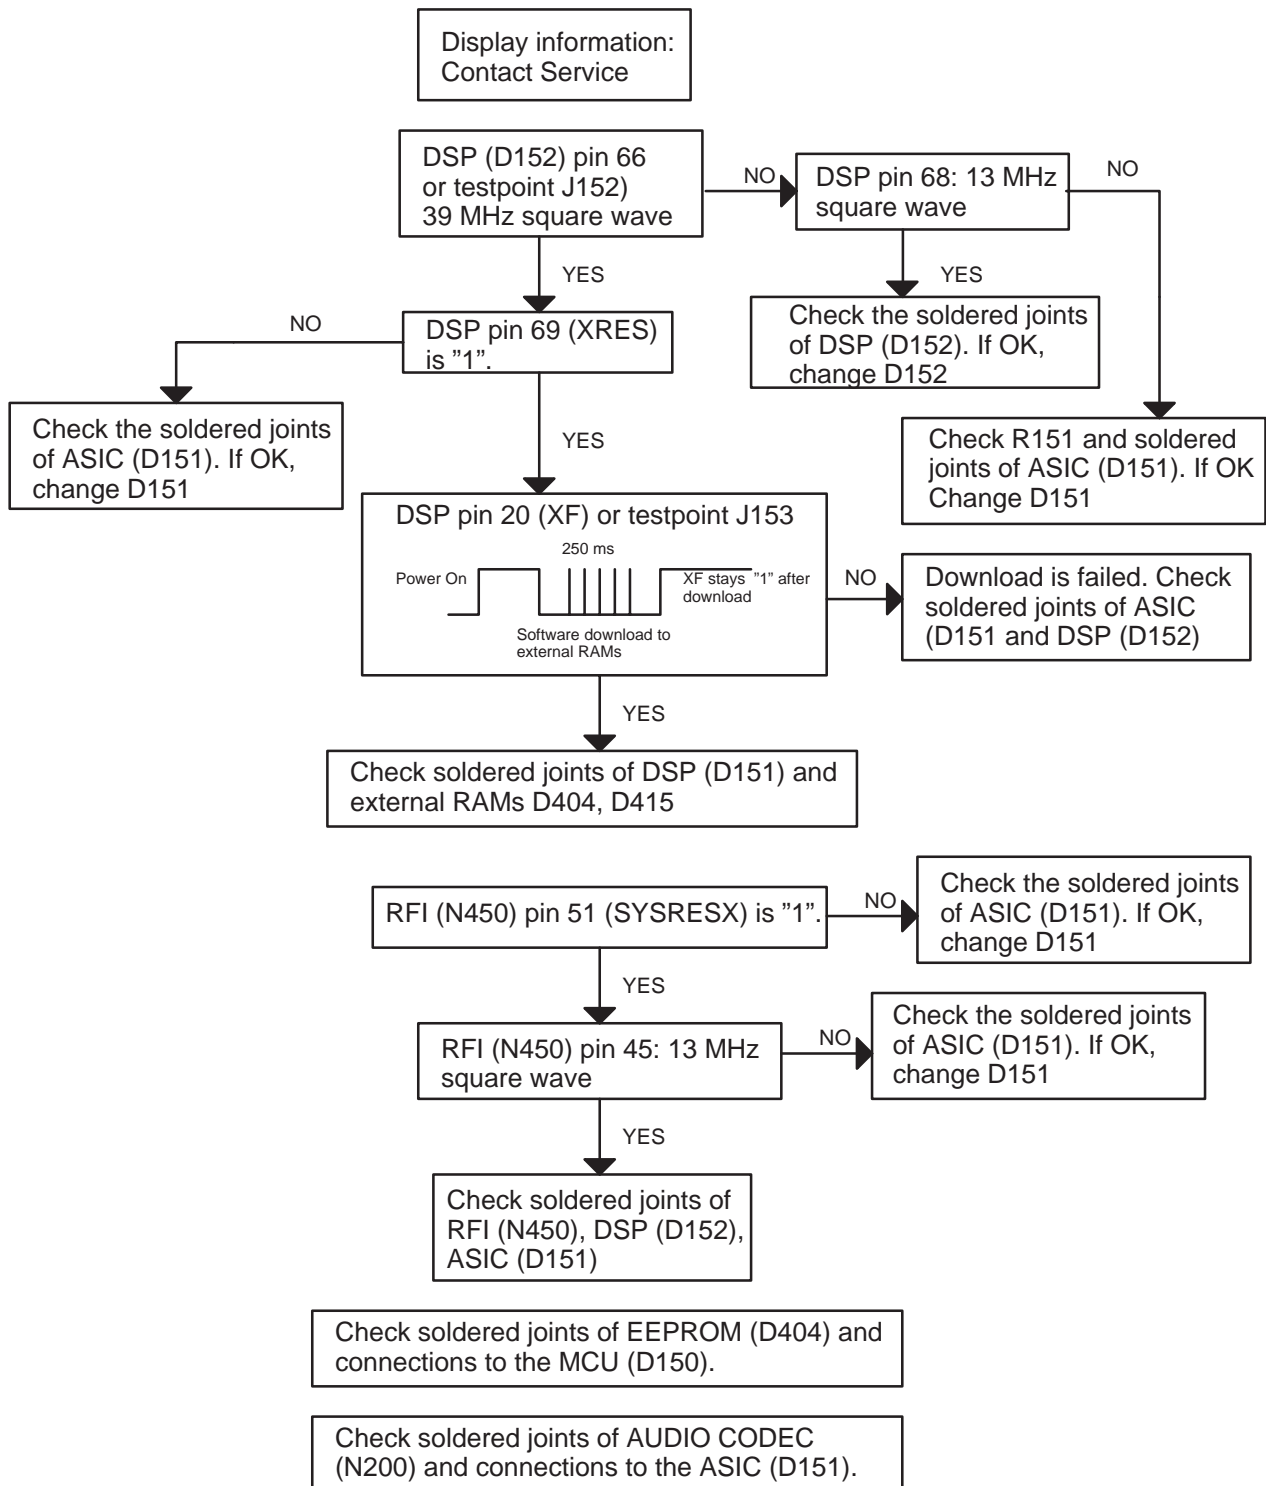 Display information:
Contact Service
DSP (D152) pin 66
or testpoint J152)
39 MHz square wave
NO
DSP pin 68: 13 MHz
square wave
NO
YES
YES
Check the soldered joints
of DSP (D152). If OK,
change D152
NO
DSP pin 69 (XRES)
is ”1”.
Check the soldered joints
of ASIC (D151). If OK,
change D151
YES
Check R151 and soldered
joints of ASIC (D151). If OK
Change D151
DSP pin 20 (XF) or testpoint J153
250 ms
Power On
XF stays ”1” after
download
Software download to
external RAMs
NO
Download is failed. Check
soldered joints of ASIC
(D151 and DSP (D152)
YES
Check soldered joints of DSP (D151) and
external RAMs D404, D415
RFI (N450) pin 51 (SYSRESX) is ”1”.
NO
Check the soldered joints
of ASIC (D151). If OK,
change D151
YES
RFI (N450) pin 45: 13 MHz
square wave
NO
Check the soldered joints
of ASIC (D151). If OK,
change D151
YES
Check soldered joints of
RFI (N450), DSP (D152),
ASIC (D151)
Check soldered joints of EEPROM (D404) and
connections to the MCU (D150).
Check soldered joints of AUDIO CODEC
(N200) and connections to the ASIC (D151).